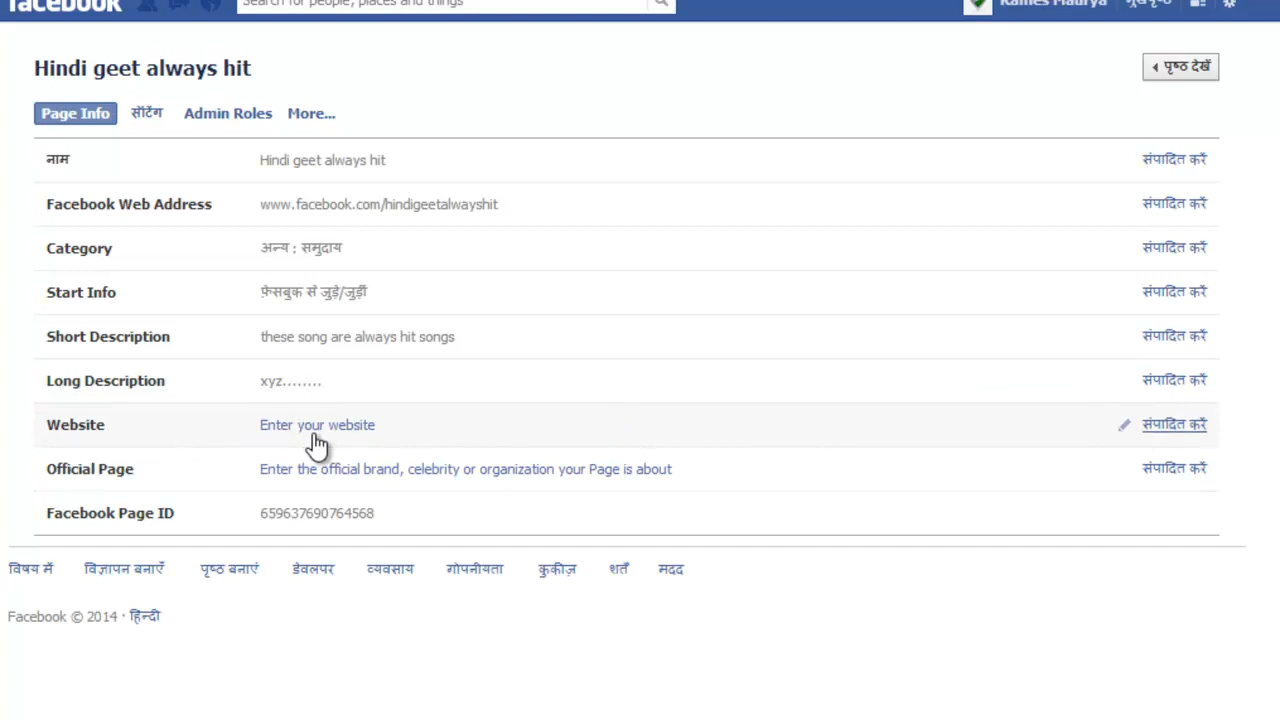 facebook Search for people, places and things Rames Maurya मुखपृष्ठ
Hindi geet always hit पृष्ठ देखें
Page Info सेटिंग Admin Roles More...
नाम Hindi geet always hit संपादित करें
Facebook Web Address www.facebook.com/hindigeetalwayshit संपादित करें
Category अन्य : समुदाय संपादित करें
Start Info फ़ेसबुक से जुड़े/जुड़ीं संपादित करें
Short Description these song are always hit songs संपादित करें
Long Description xyz........ संपादित करें
Website Enter your website संपादित करें
Official Page Enter the official brand, celebrity or organization your Page is about संपादित करें
Facebook Page ID 659637690764568
विषय में विज्ञापन बनाएँ पृष्ठ बनाएं डेवलपर व्यवसाय गोपनीयता कुकीज़ शर्तें मदद
Facebook © 2014 · हिन्दी